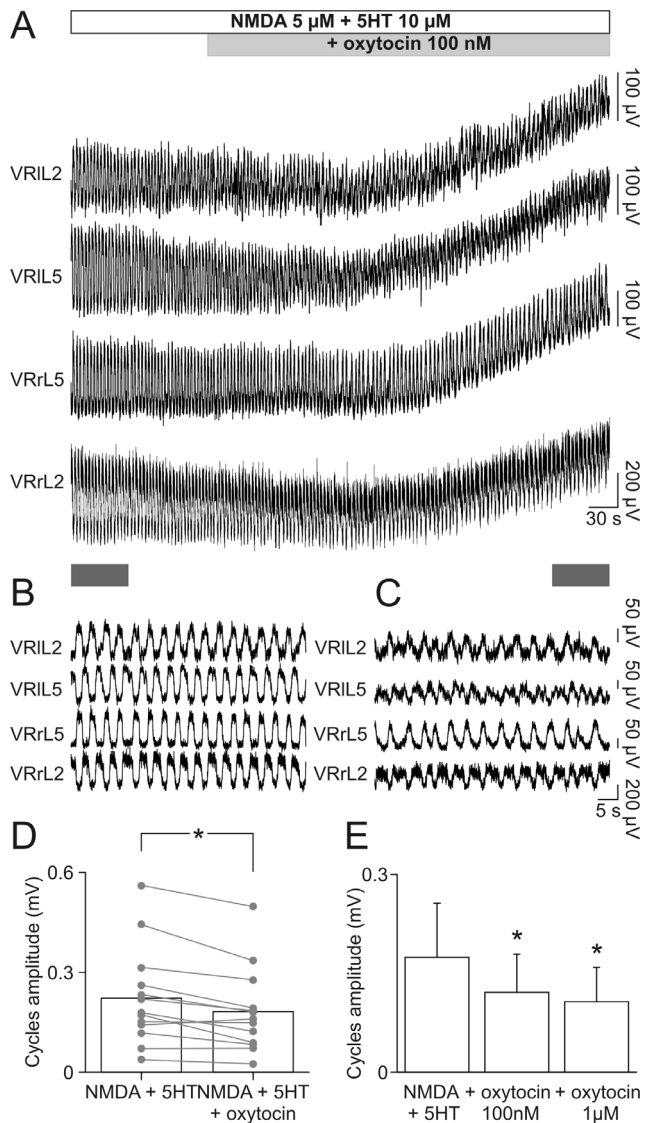 A
NMDA 5 µM + 5HT 10 µM
+ oxytocin 100 nM
100 µV
VRlL2
100 µV
VRlL5
100 µV
VRrL5
VRrL2
200 µV
30 s
B
C
VRlL2
VRlL2
50 µV
VRlL5
VRlL5
50 µV
VRrL5
VRrL5
50 µV
VRrL2
VRrL2
200 µV
5 s
D
E
*
0.6
0.3
0
Cycles amplitude (mV)
NMDA + 5HT
NMDA + 5HT
+ oxytocin
0.3
0
Cycles amplitude (mV)
*
*
NMDA
+ 5HT
+ oxytocin
100nM
+ oxytocin
1µM